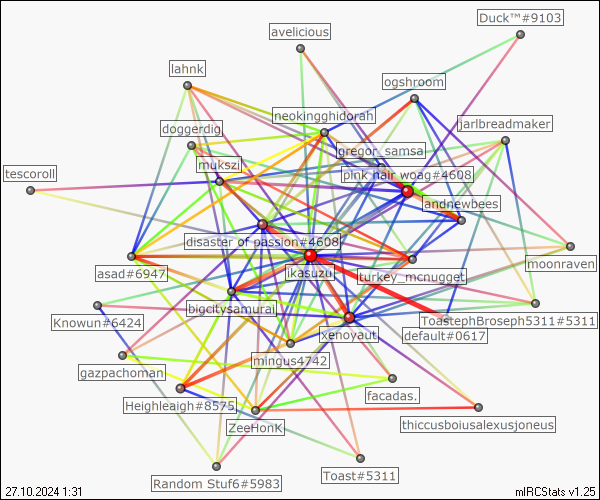 Duck™#9103
avelicious
lahnk
ogshroom
neokingghidorah
jarlbreadmaker
doggerdig
gregor_samsa
mukszi
tescoroll
pink hair woag#4608
andnewbees
disaster of passion#4608
moonraven
asad#6947
ikasuzu
turkey_mcnugget
bigcitysamurai
Knowun#6424
ToastephBroseph5311#5311
xenoyaut.
default#0617
mingus4742
gazpachoman
facadas.
Heighleaigh#8575
thiccusboiusalexusjoneus
ZeeHonK
Toast#5311
Random Stuf6#5983
27.10.2024 1:31
mIRCStats v1.25